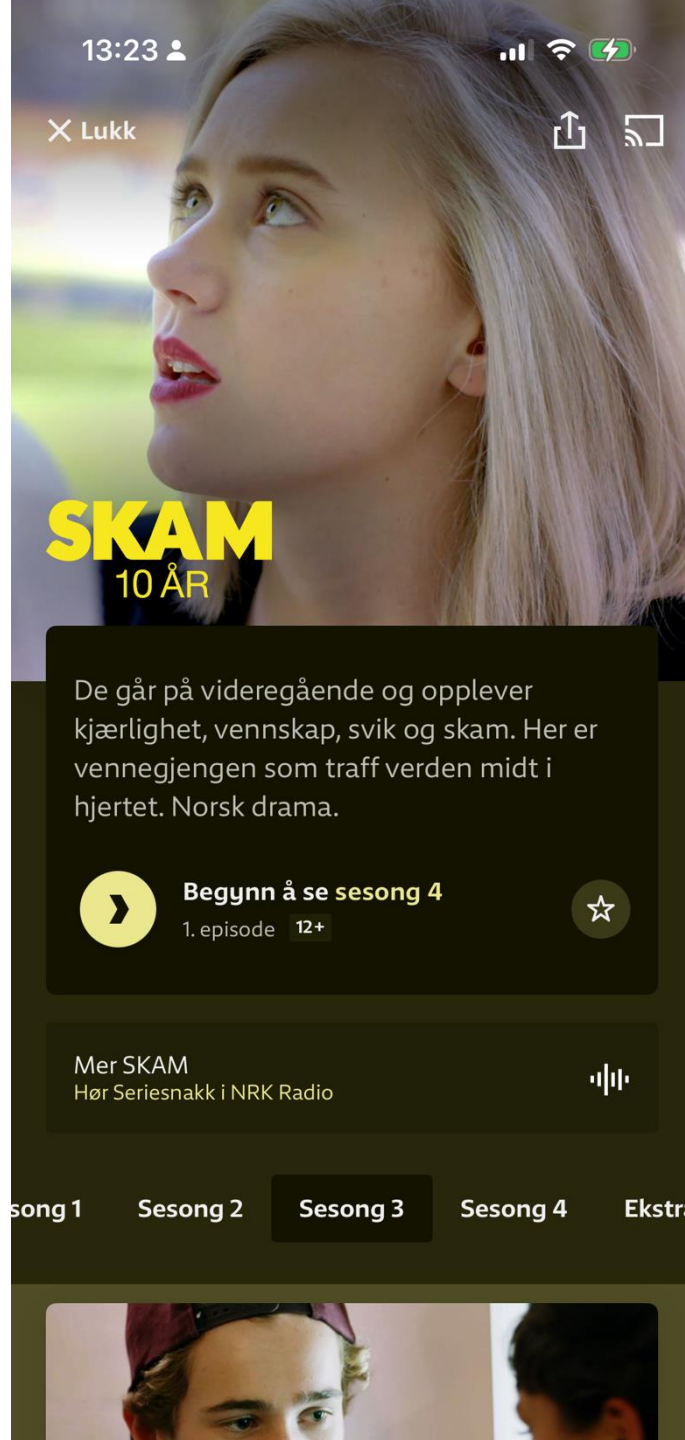 13:23
Lukk
SKAM
10 ÅR
De går på videregående og opplever
kjærlighet, vennskap, svik og skam. Her er
vennegjengen som traff verden midt i
hjertet. Norsk drama.
Begynn å se sesong 4
1. episode 12+
Mer SKAM
Hør Seriesnakk i NRK Radio
song 1 Sesong 2 Sesong 3 Sesong 4 Ekstr